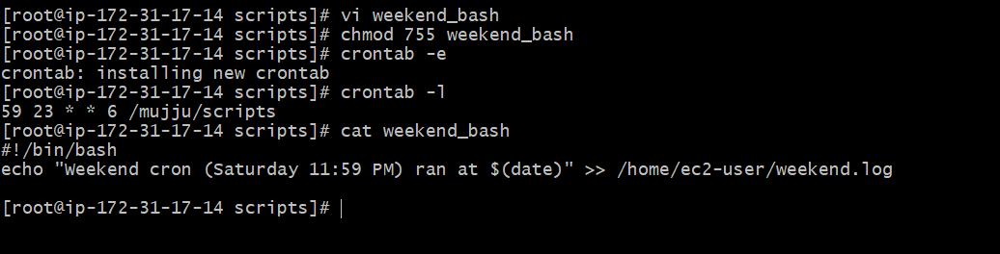 [root@ip-172-31-17-14 scripts]# vi weekend_bash
[root@ip-172-31-17-14 scripts]# chmod 755 weekend_bash
[root@ip-172-31-17-14 scripts]# crontab -e
crontab: installing new crontab
[root@ip-172-31-17-14 scripts]# crontab -l
59 23 * * 6 /mujju/scripts
[root@ip-172-31-17-14 scripts]# cat weekend_bash
#!/bin/bash
echo "Weekend cron (Saturday 11:59 PM) ran at $(date)" >> /home/ec2-user/weekend.log
[root@ip-172-31-17-14 scripts]#